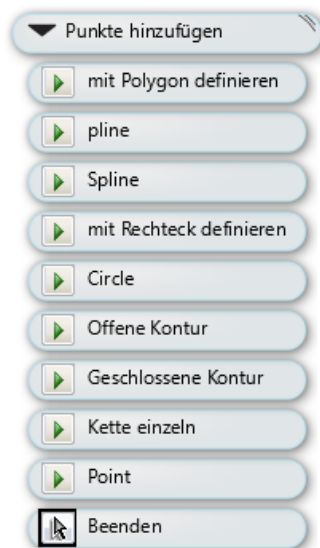 Punkte hinzufügen
mit Polygon definieren
pline
Spline
mit Rechteck definieren
Circle
Offene Kontur
Geschlossene Kontur
Kette einzeln
Point
Beenden